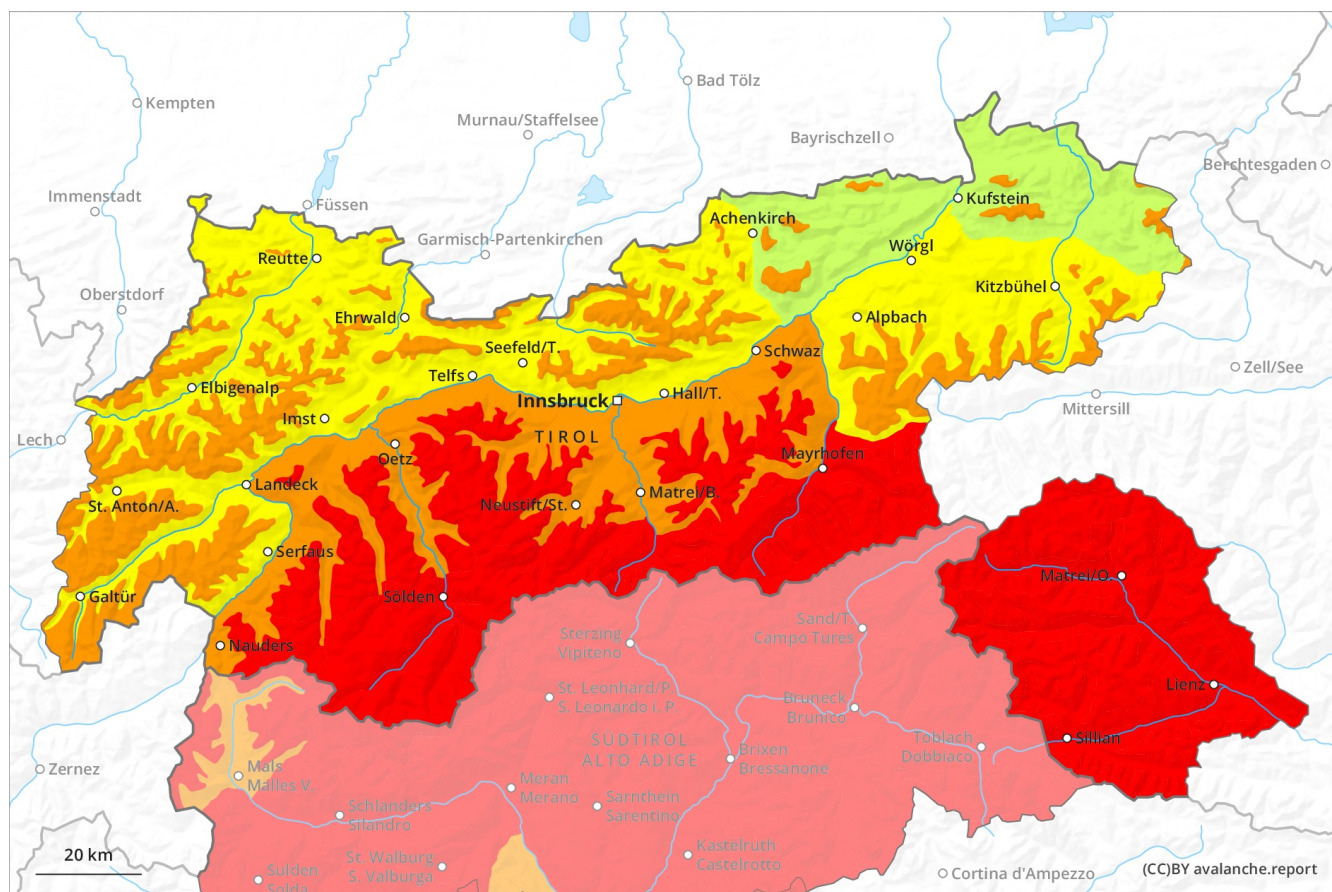 Bad Tölz
Kempten
Murnau/Staffelsee
Bayrischzell
Berchtesgaden
Immenstadt
Füssen
Kufstein
Achenkirch
Garmisch-Partenkirchen
Wörgl
Reutte
Oberstdorf
Kitzbühel
Ehrwald
Alpbach
Seefeld/T.
Schwaz
Zell/See
Telfs
Elbigenalp
Hall/T.
Innsbruck
Mittersill
Imst
Lech
TIROL
Oetz
Mayrhofen
Landeck
Matrei/B.
St. Anton/A.
Neustift/St.
Serfaus
Matrei/O.
Galtür
Sölden
Sand/T.
Campo Tures
Sterzing
Vipiteno
Nauders
Lienz
St. Leonhard/P.
S. Leonardo i. P.
Bruneck
Brunico
SÜDTIROL
ALTO ADIGE
Toblach
Dobbiaco
Sillian
Brixen
Bressanone
Zernez
Mals
Malles V.
Meran
Merano
Sarnthein
Sarentino
Schlanders
Silandro
Kastelruth
Castelrotto
20 km
St. Walburg
S. Valburga
Sulden
Solda
Cortina d'Ampezzo
(CC)BY avalanche.report